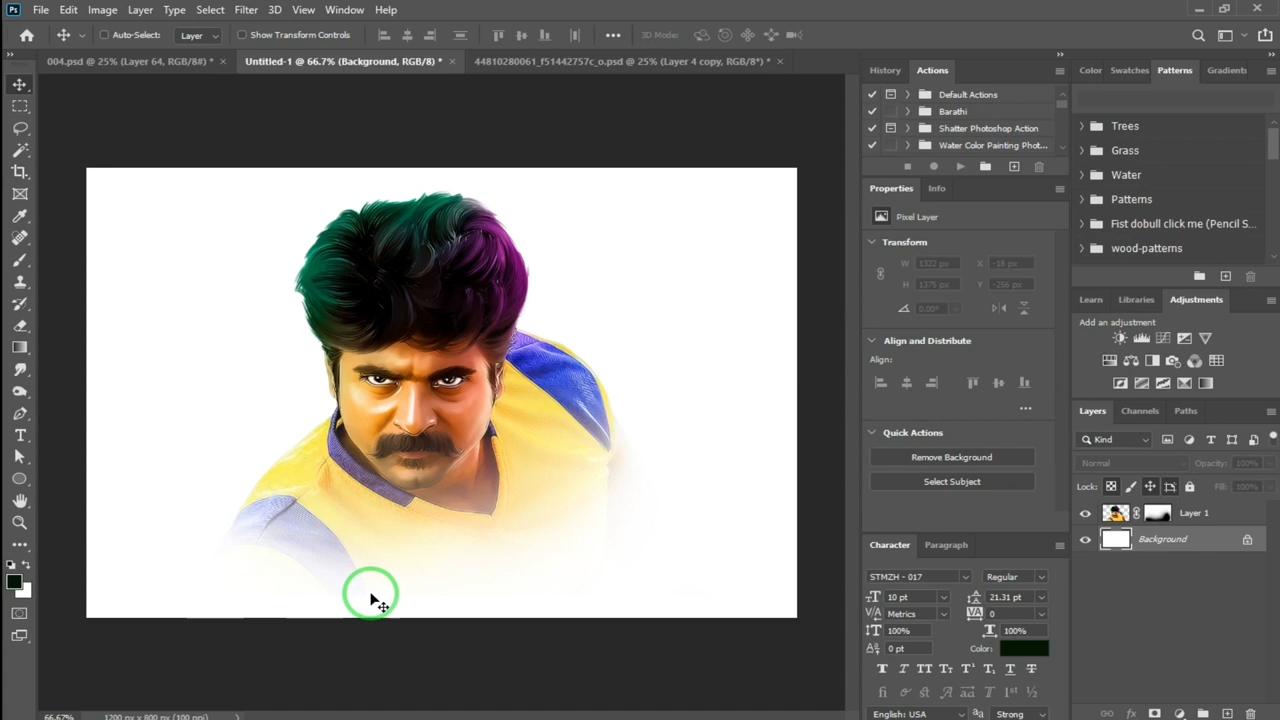 Ps File Edit Image Layer Type Select Filter 3D View Window Help
Auto-Select: Layer Show Transform Controls 3D Mode:
004.psd @ 25% (Layer 64, RGB/8#) * × Untitled-1 @ 66.7% (Background, RGB/8) * × 44810280061_f51442757c_o.psd @ 25% (Layer 4 copy, RGB/8*) * ×
History Actions
Default Actions
Barathi
Shatter Photoshop Action
Water Color Painting Phot...
Properties Info
Pixel Layer
Transform
W 1322 px X -18 px
H 1375 px Y -256 px
0.00°
Align and Distribute
Align:
Quick Actions
Remove Background
Select Subject
Character Paragraph
STMZH - 017 Regular
10 pt 21.31 pt
Metrics 0
100% 100%
0 pt Color:
English: USA aa Strong
Color Swatches Patterns Gradients
Trees
Grass
Water
Patterns
Fist dobull click me (Pencil S...
wood-patterns
Learn Libraries Adjustments
Add an adjustment
Layers Channels Paths
Kind
Normal Opacity: 100%
Lock: Fill: 100%
Layer 1
Background
66.67% 1200 px x 800 px (100 ppi)